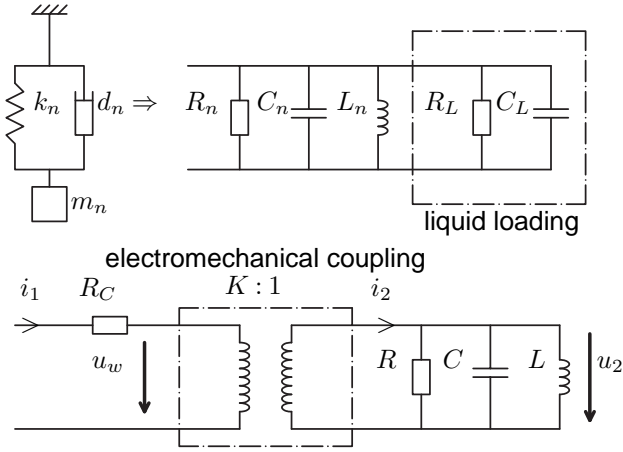 k_n d_n ⇒ R_n C_n L_n R_L C_L
m_n
liquid loading
electromechanical coupling
i_1 R_C K : 1 i_2
u_w R C L u_2